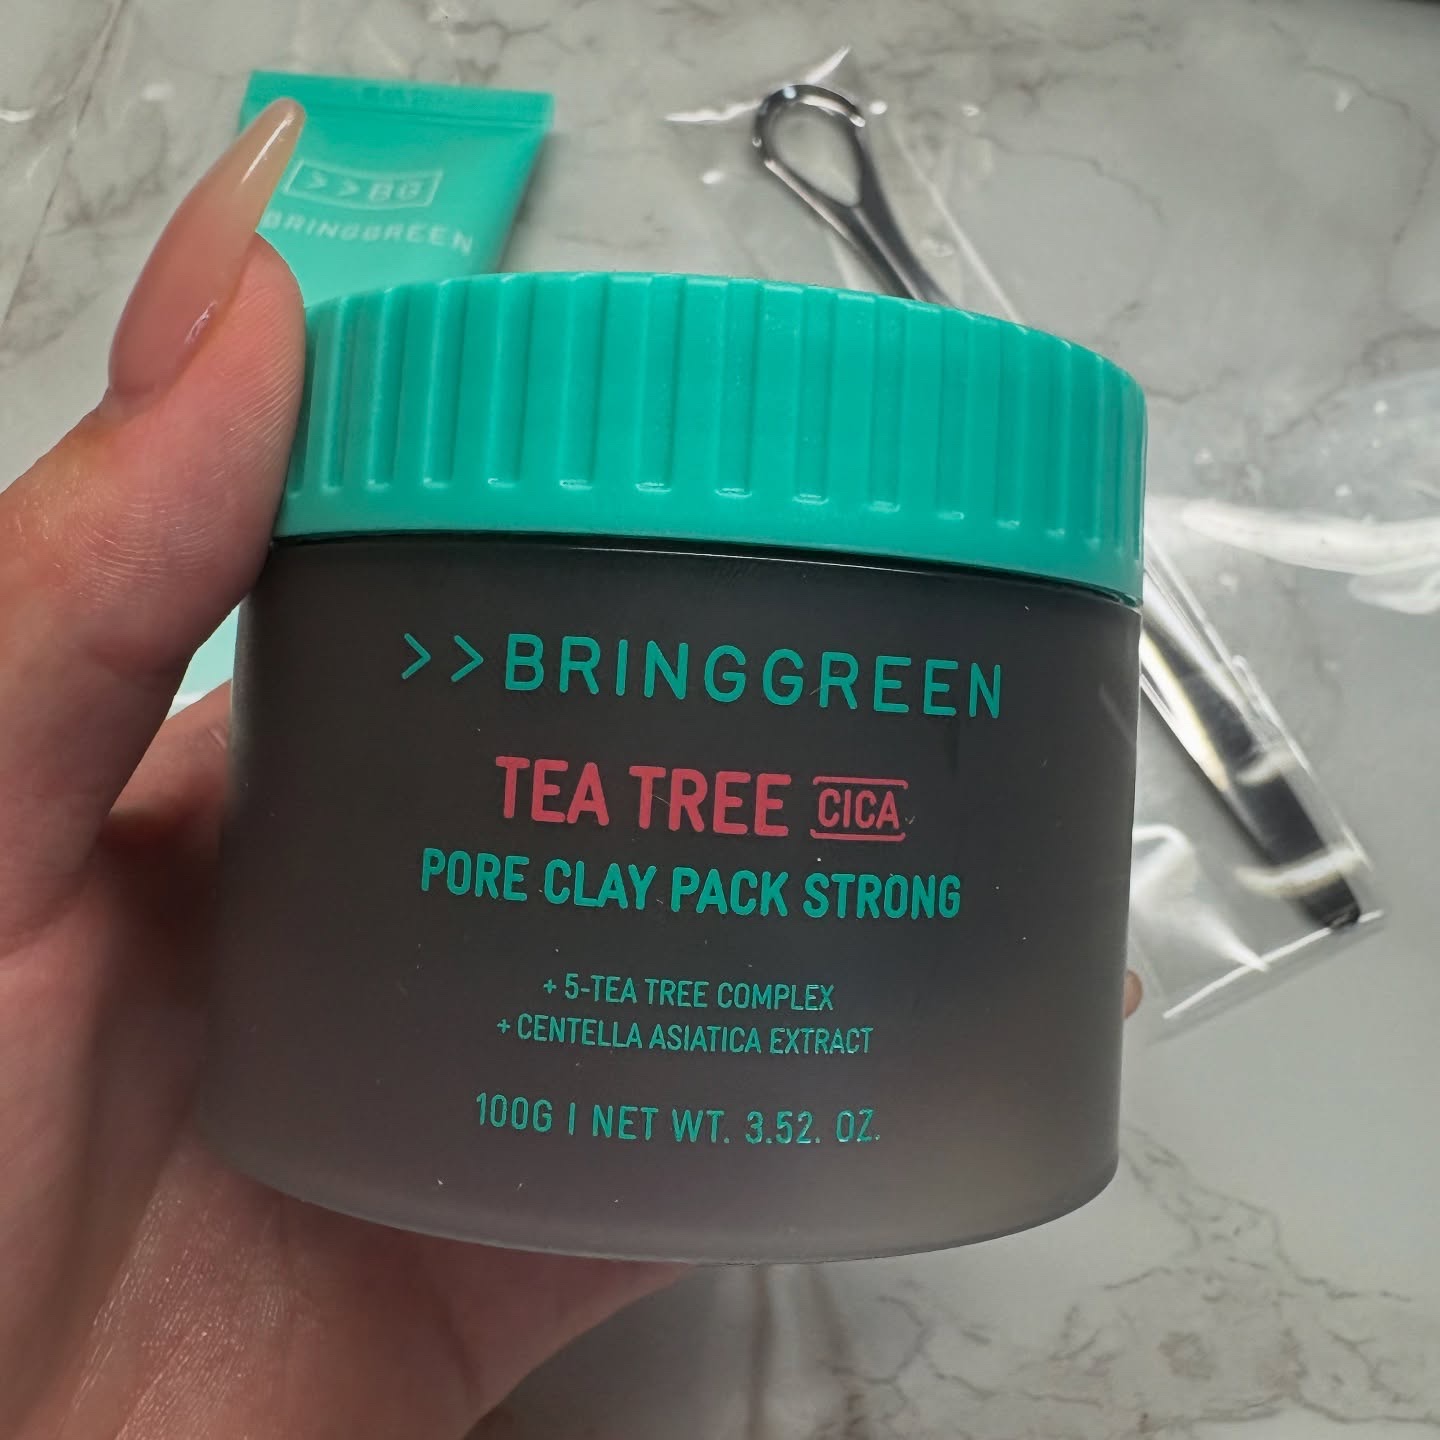 >>BG
BRINGGREEN
>>BRINGGREEN
TEA TREE CICA
PORE CLAY PACK STRONG
+ 5-TEA TREE COMPLEX
+ CENTELLA ASIATICA EXTRACT
100G | NET WT. 3.52. OZ.